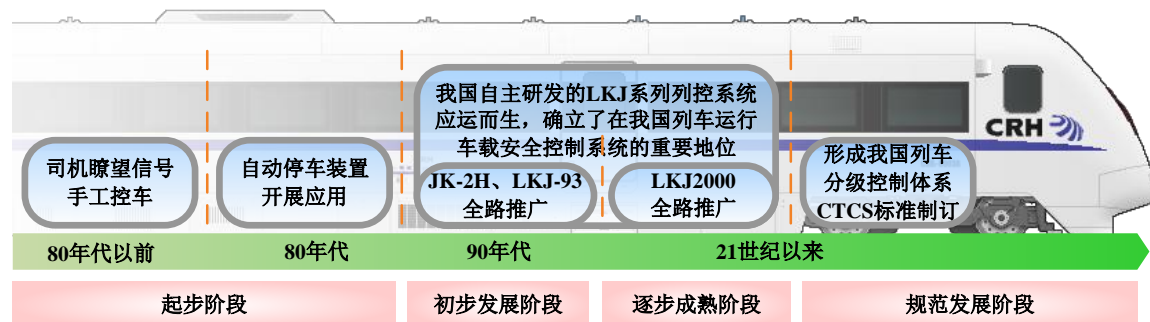 我国自主研发的LKJ系列列控系统
应运而生，确立了在我国列车运行
车载安全控制系统的重要地位
CRH
司机瞭望信号
手工控车
自动停车装置
开展应用
JK-2H、LKJ-93
全路推广
LKJ2000
全路推广
形成我国列车
分级控制体系
CTCS标准制订
80年代以前
80年代
90年代
21世纪以来
起步阶段
初步发展阶段
逐步成熟阶段
规范发展阶段